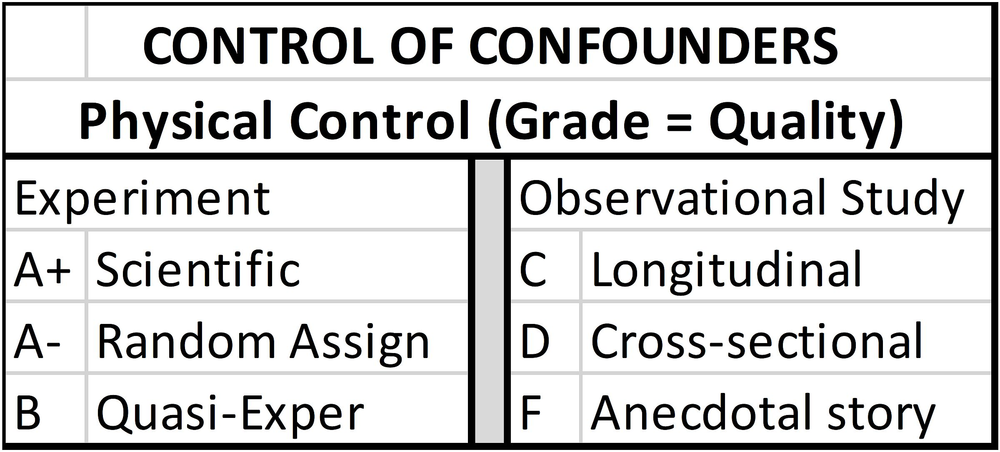 CONTROL OF CONFOUNDERS
Physical Control (Grade = Quality)
Experiment
A+ Scientific
A- Random Assign
B Quasi-Exper
Observational Study
C Longitudinal
D Cross-sectional
F Anecdotal story